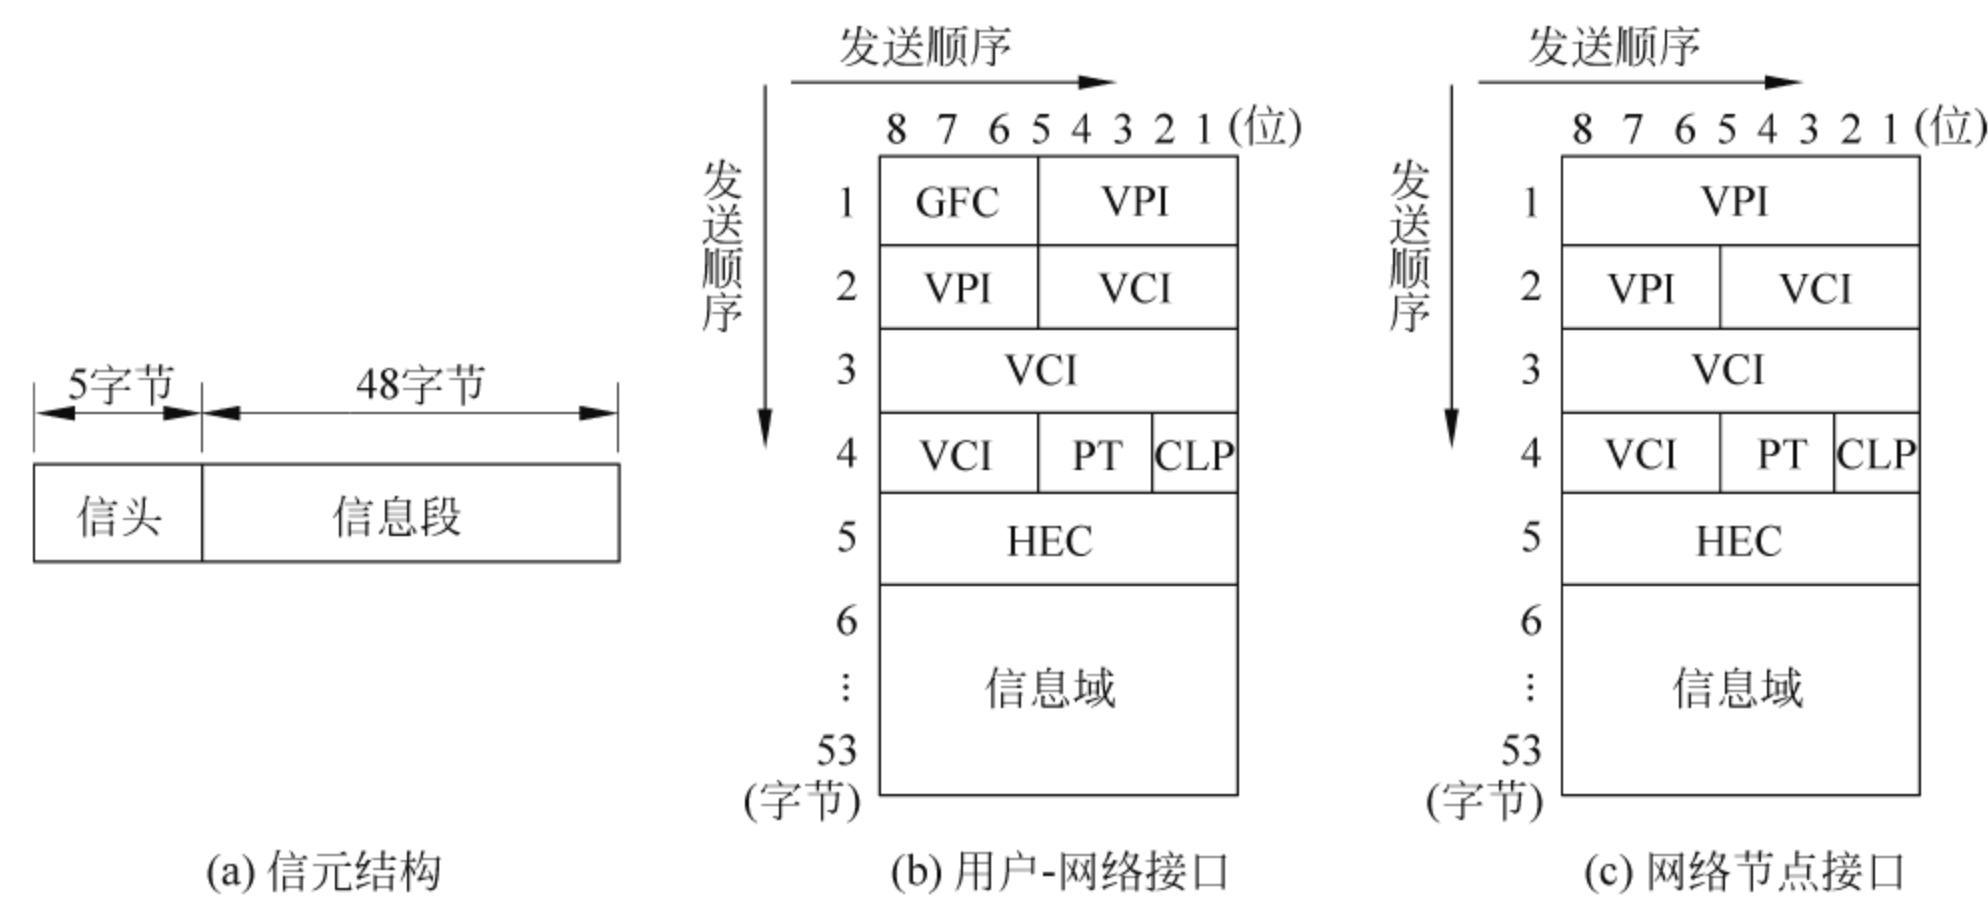 5字节 48字节
信头 信息段
(a) 信元结构
发送顺序
发送顺序
8 7 6 5 4 3 2 1 (位)
1 GFC VPI
2 VPI VCI
3 VCI
4 VCI PT CLP
5 HEC
6
⋮ 信息域
53
(字节)
(b) 用户-网络接口
发送顺序
发送顺序
8 7 6 5 4 3 2 1 (位)
1 VPI
2 VPI VCI
3 VCI
4 VCI PT CLP
5 HEC
6
⋮ 信息域
53
(字节)
(c) 网络节点接口